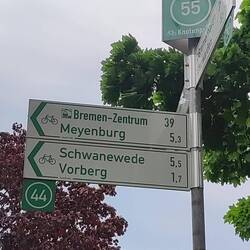 55
Bremen-Zentrum 39
Meyenburg 5,3
Schwanewede 5,5
Vorberg 1,7
44